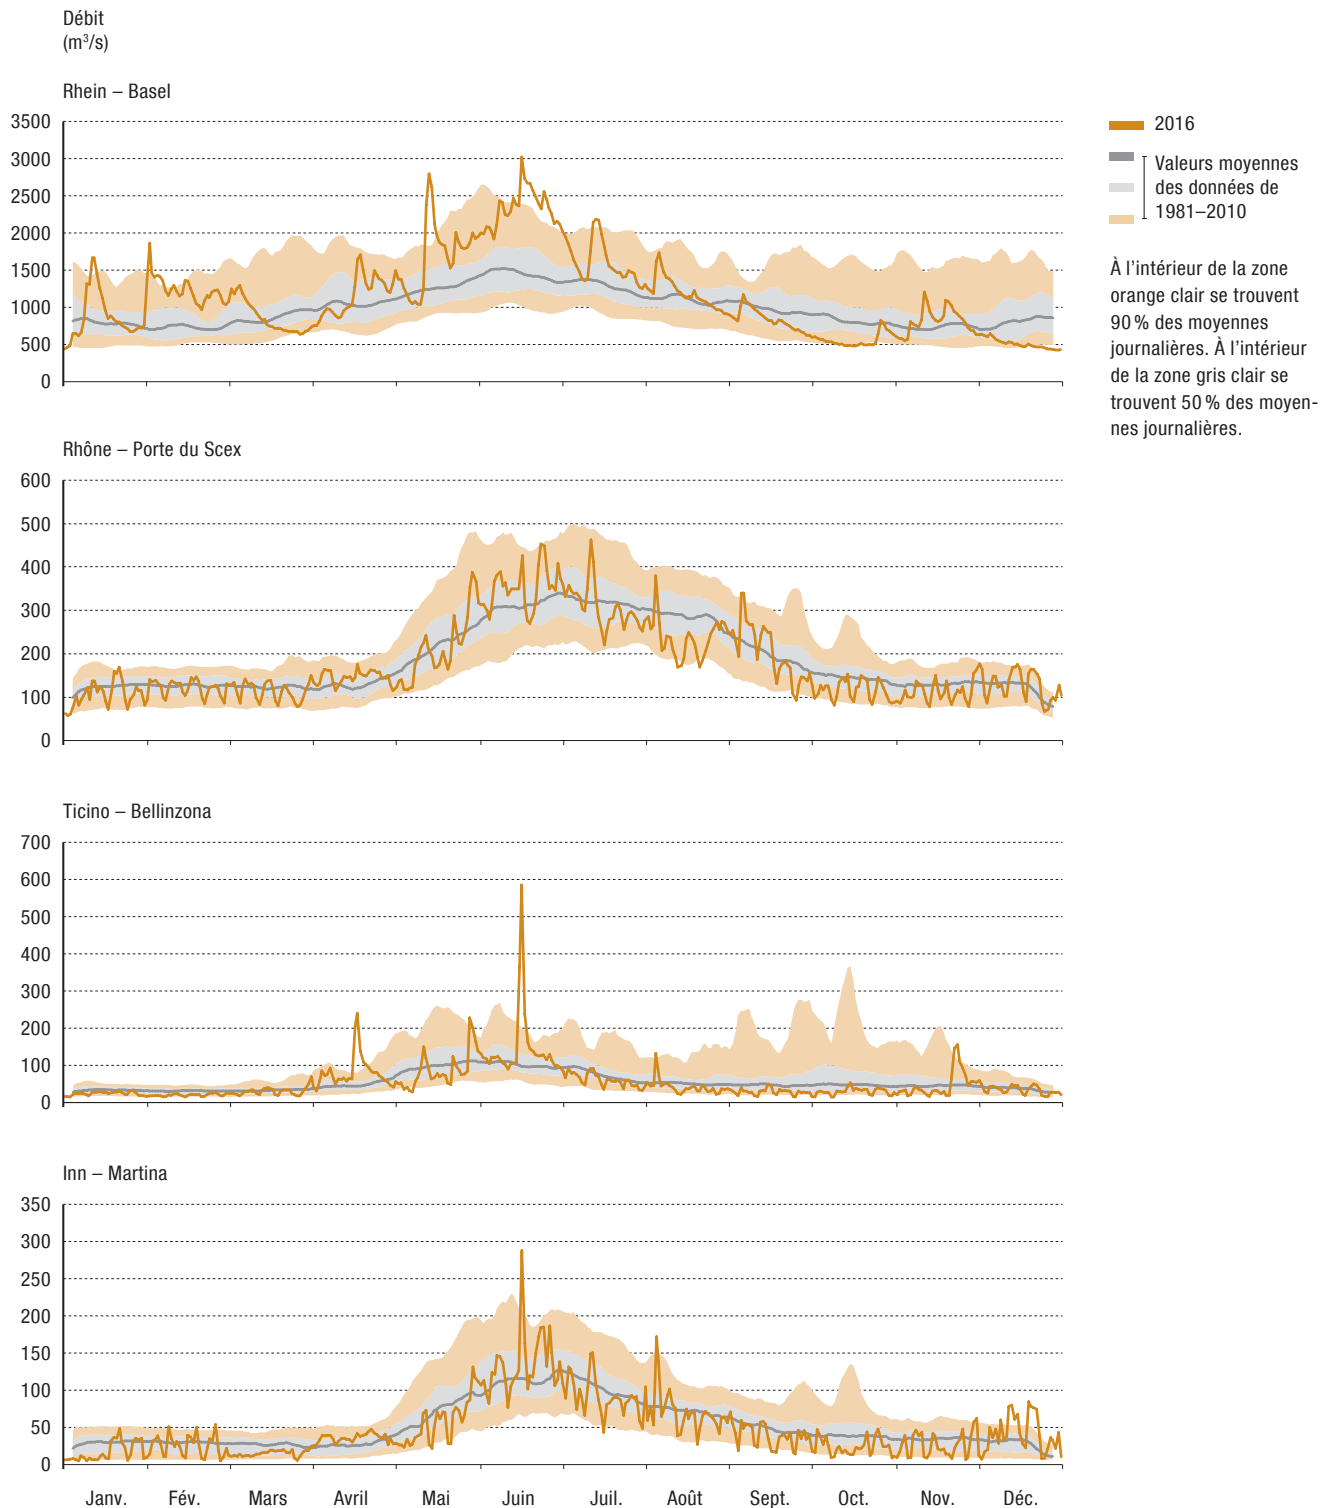 Débit
(m³/s)
Rhein – Basel
3500
3000
2500
2000
1500
1000
500
0
2016
Valeurs moyennes
des données de
1981–2010
À l'intérieur de la zone
orange clair se trouvent
90 % des moyennes
journalières. À l'intérieur
de la zone gris clair se
trouvent 50 % des moyen-
nes journalières.
Rhône – Porte du Scex
600
500
400
300
200
100
0
Ticino – Bellinzona
700
600
500
400
300
200
100
0
Inn – Martina
350
300
250
200
150
100
50
0
Janv. Fév. Mars Avril Mai Juin Juil. Août Sept. Oct. Nov. Déc.